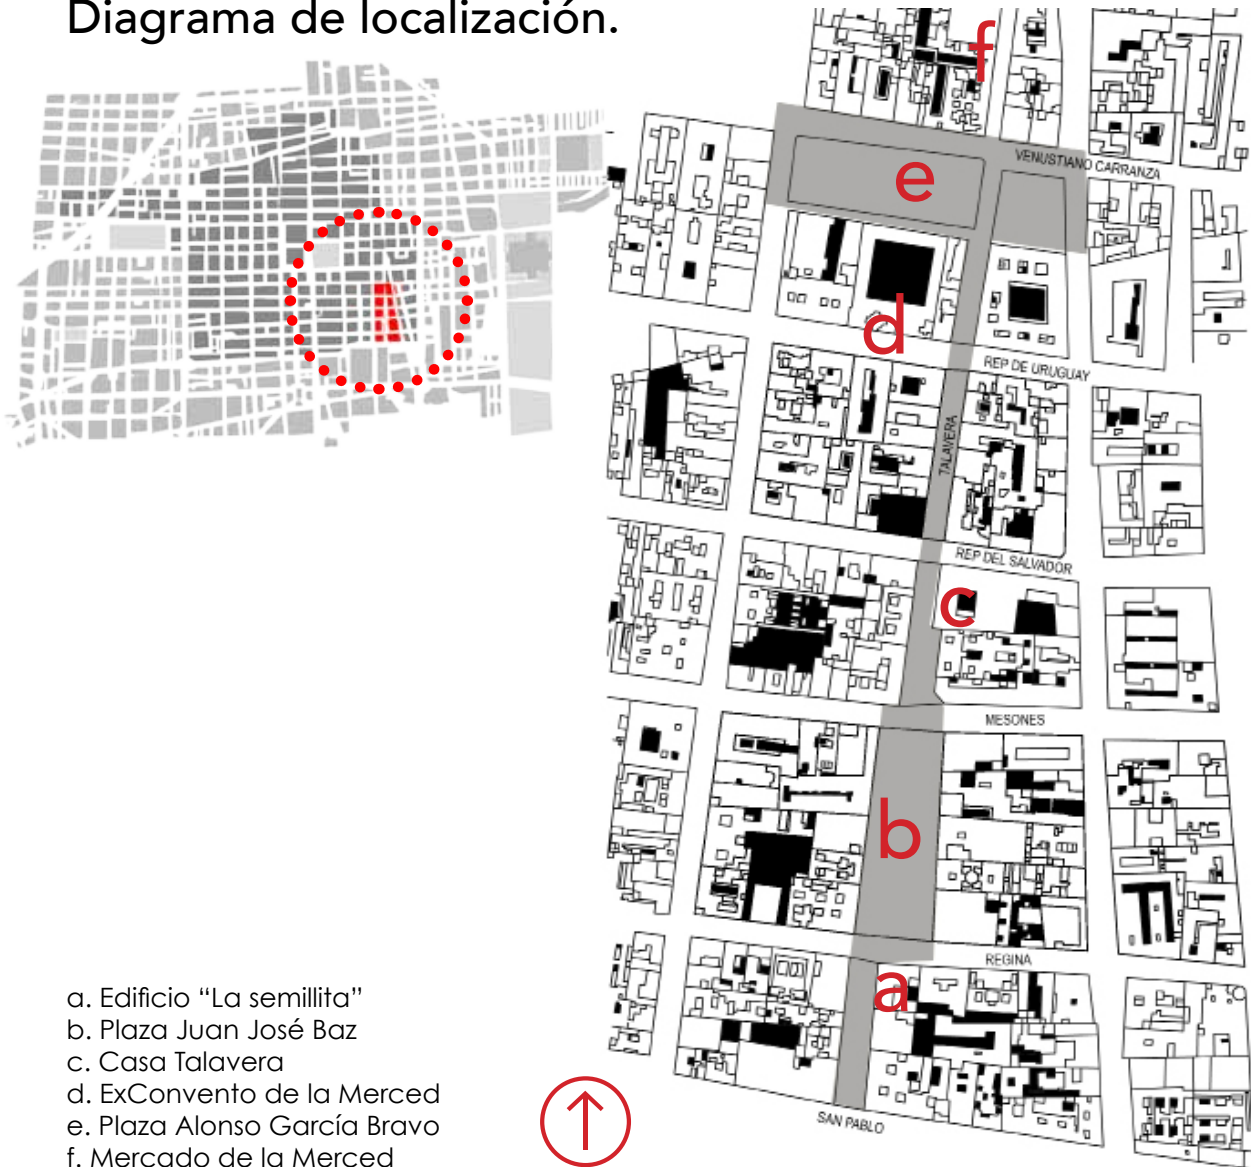 Diagrama de localización.
f
VENUSTIANO CARRANZA
e
d
REP DE URUGUAY
TALAVERA
REP DEL SALVADOR
c
MESONES
b
REGINA
a
SAN PABLO
a. Edificio “La semillita”
b. Plaza Juan José Baz
c. Casa Talavera
d. ExConvento de la Merced
e. Plaza Alonso García Bravo
f. Mercado de la Merced